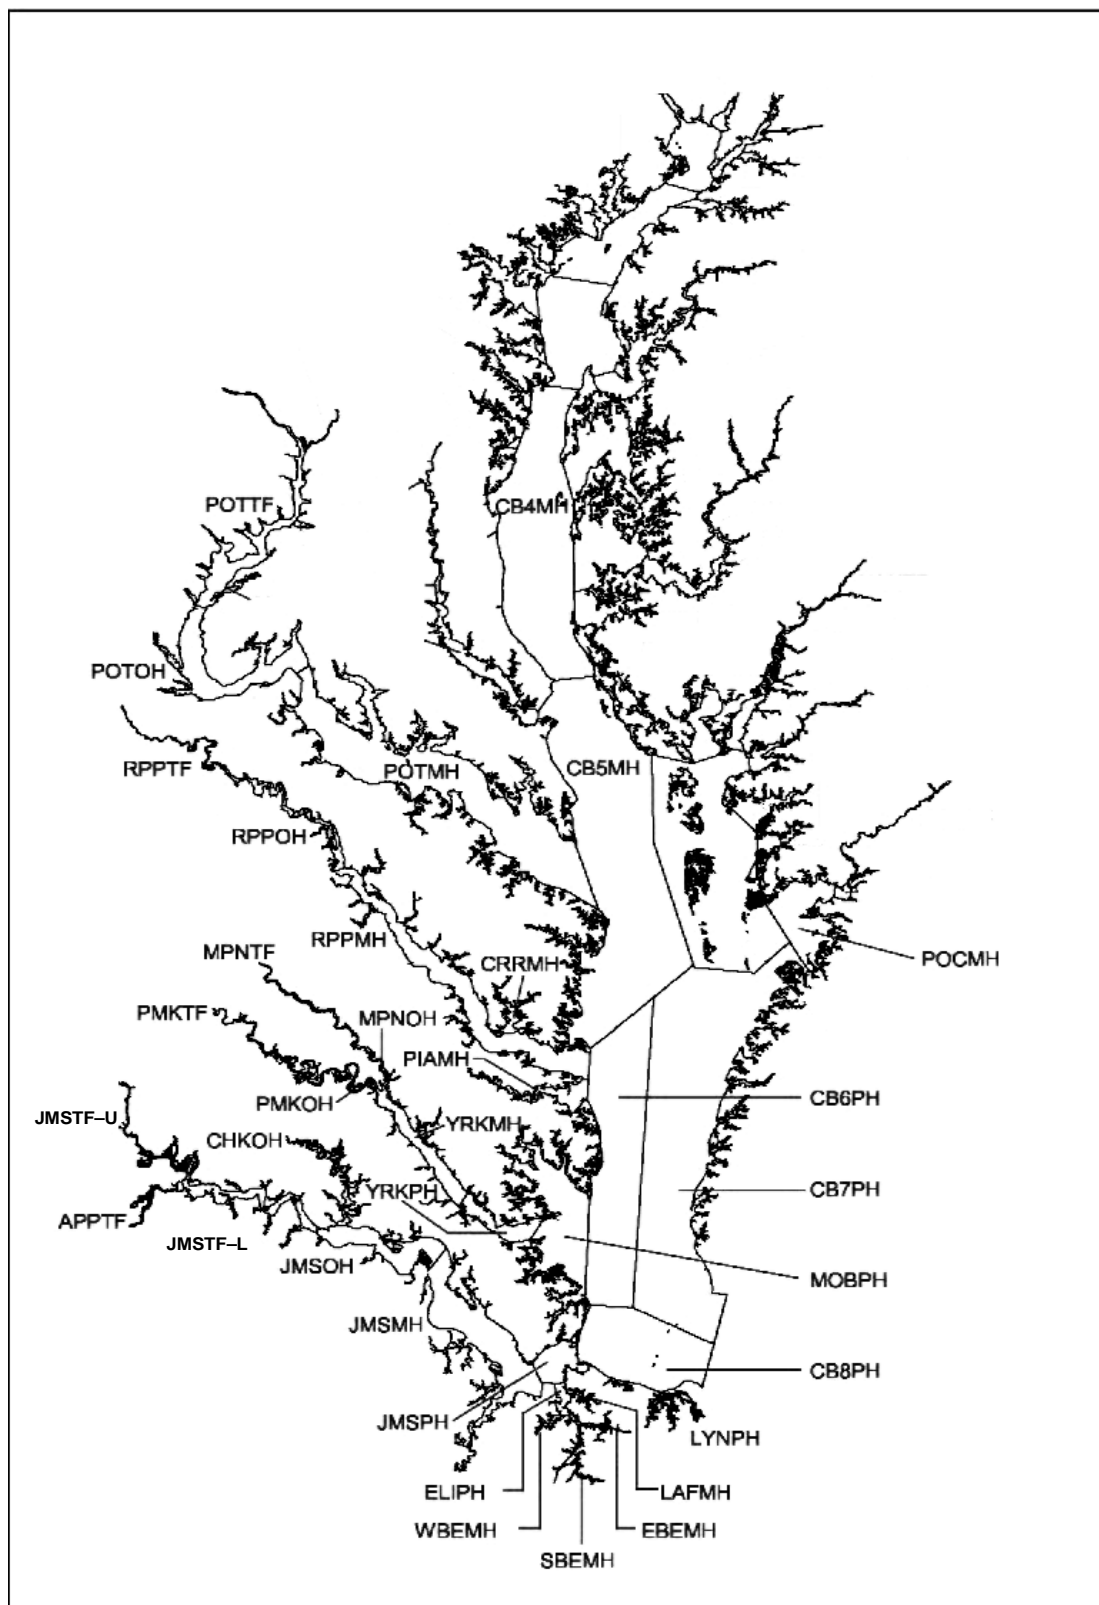 CB4MH
POTTF
POTOH
RPPTF
POTMH
CB5MH
RPPOH
RPPMH
MPNTF
CRRMH
POCMH
PMKTF
MPNOH
PIAMH
PMKOH
CB6PH
JMSTF–U
CHKOH
YRKMH
YRKPH
CB7PH
APPTF
JMSTF–L
JMSOH
MOBPH
JMSMH
CB8PH
JMSPH
LYNPH
ELIPH
LAFMH
WBEMH
EBEMH
SBEMH